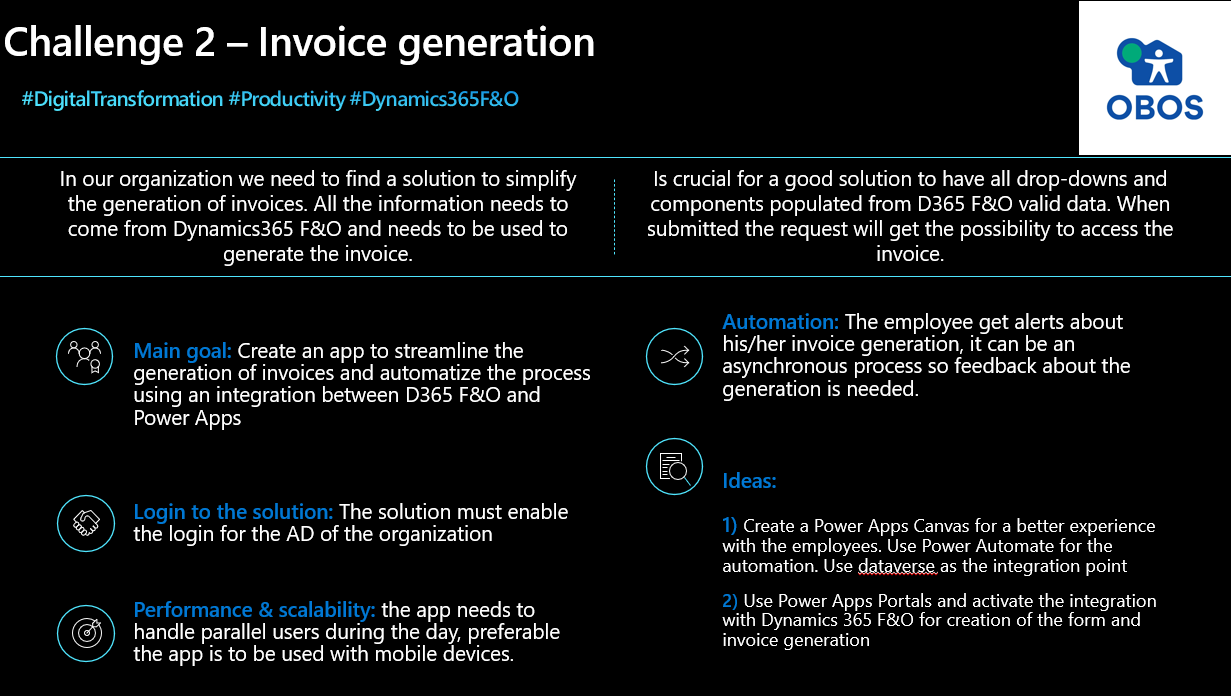 Challenge 2 – Invoice generation
#DigitalTransformation #Productivity #Dynamics365F&O
OBOS
In our organization we need to find a solution to simplify
the generation of invoices. All the information needs to
come from Dynamics365 F&O and needs to be used to
generate the invoice.
Is crucial for a good solution to have all drop-downs and
components populated from D365 F&O valid data. When
submitted the request will get the possibility to access the
invoice.
Main goal: Create an app to streamline the
generation of invoices and automatize the process
using an integration between D365 F&O and
Power Apps
Login to the solution: The solution must enable
the login for the AD of the organization
Performance & scalability: the app needs to
handle parallel users during the day, preferable
the app is to be used with mobile devices.
Automation: The employee get alerts about
his/her invoice generation, it can be an
asynchronous process so feedback about the
generation is needed.
Ideas:
1) Create a Power Apps Canvas for a better experience
with the employees. Use Power Automate for the
automation. Use dataverse as the integration point
2) Use Power Apps Portals and activate the integration
with Dynamics 365 F&O for creation of the form and
invoice generation